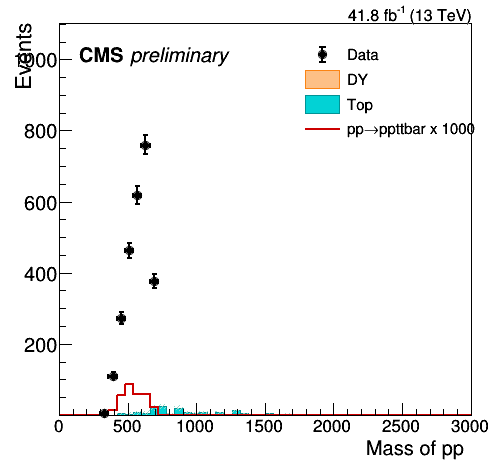 41.8 fb-1 (13 TeV)
Events
CMS preliminary
Data
DY
Top
pp→ppttbar x 1000
1000
800
600
400
200
0 500 1000 1500 2000 2500 3000
Mass of pp